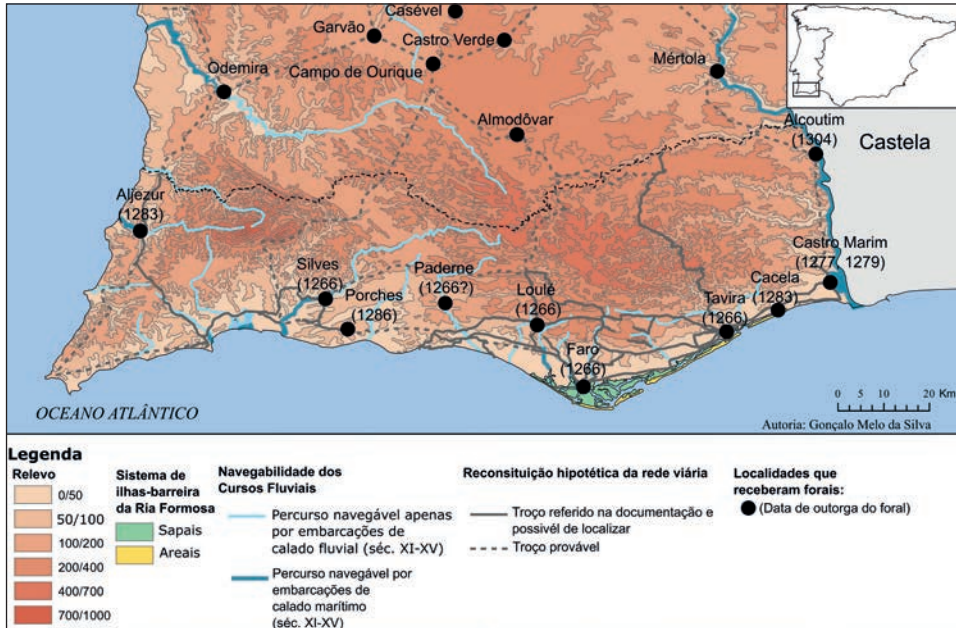 Casével
Garvão
Castro Verde
Campo de Ourique
Odemira
Mértola
Almodôvar
Alcoutim
(1304)
Castela
Aljezur
(1283)
Silves
(1266)
Porches
(1286)
Paderne
(1266?)
Loulé
(1266)
Faro
(1266)
Tavira
(1266)
Cacela
(1283)
Castro Marim
(1277, 1279)
OCEANO ATLÂNTICO
0 5 10 20 Km
Autoria: Gonçalo Melo da Silva
Legenda
Relevo
0/50
50/100
100/200
200/400
400/700
700/1000
Sistema de
ilhas-barreira
da Ria Formosa
Sapais
Areais
Navegabilidade dos
Cursos Fluviais
Percurso navegável apenas
por embarcações de
calado fluvial (séc. XI-XV)
Percurso navegável por
embarcações de
calado marítimo
(séc. XI-XV)
Reconsituição hipotética da rede viária
Troço referido na documentação e
possivél de localizar
Troço provável
Localidades que
receberam forais:
(Data de outorga do foral)